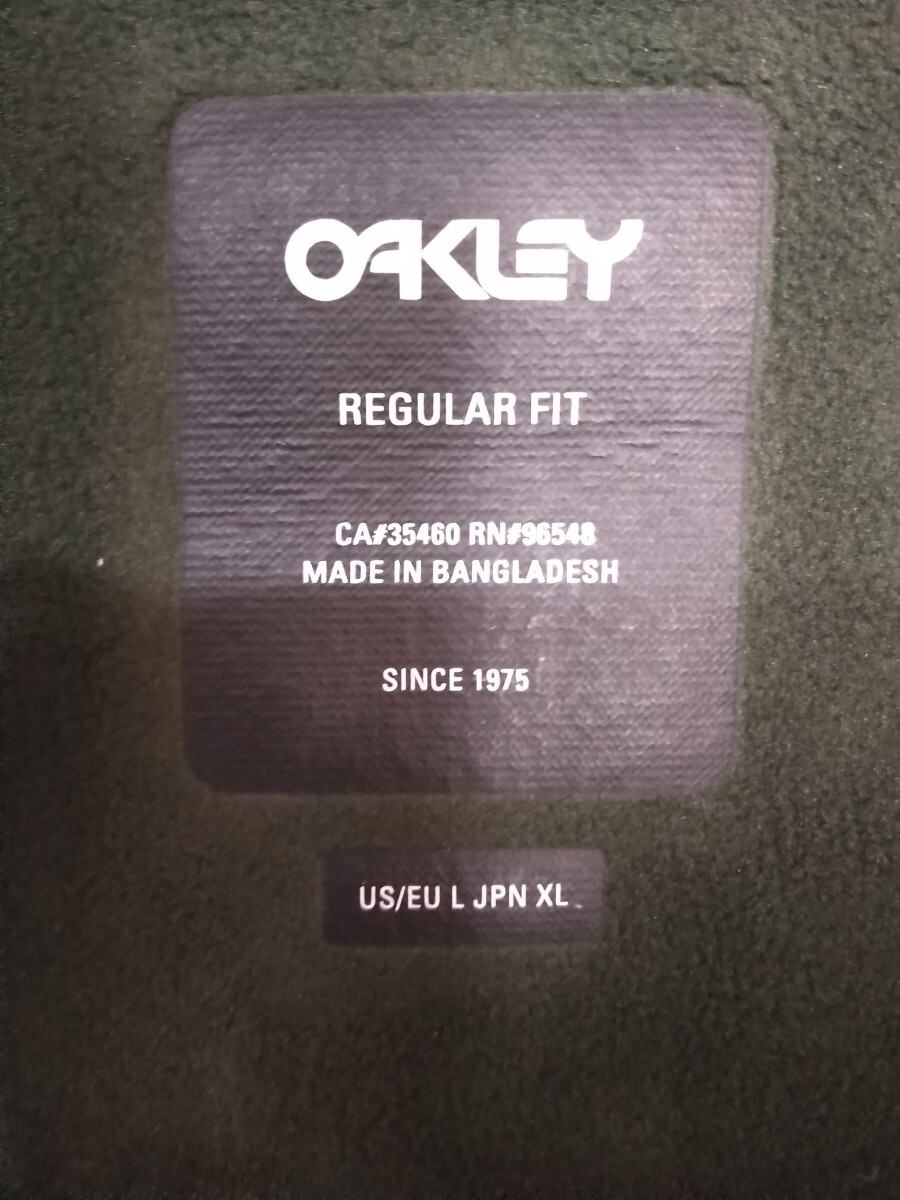 OAKLEY
REGULAR FIT
CA#35460 RN#96548
MADE IN BANGLADESH
SINCE 1975
US/EU L JPN XL